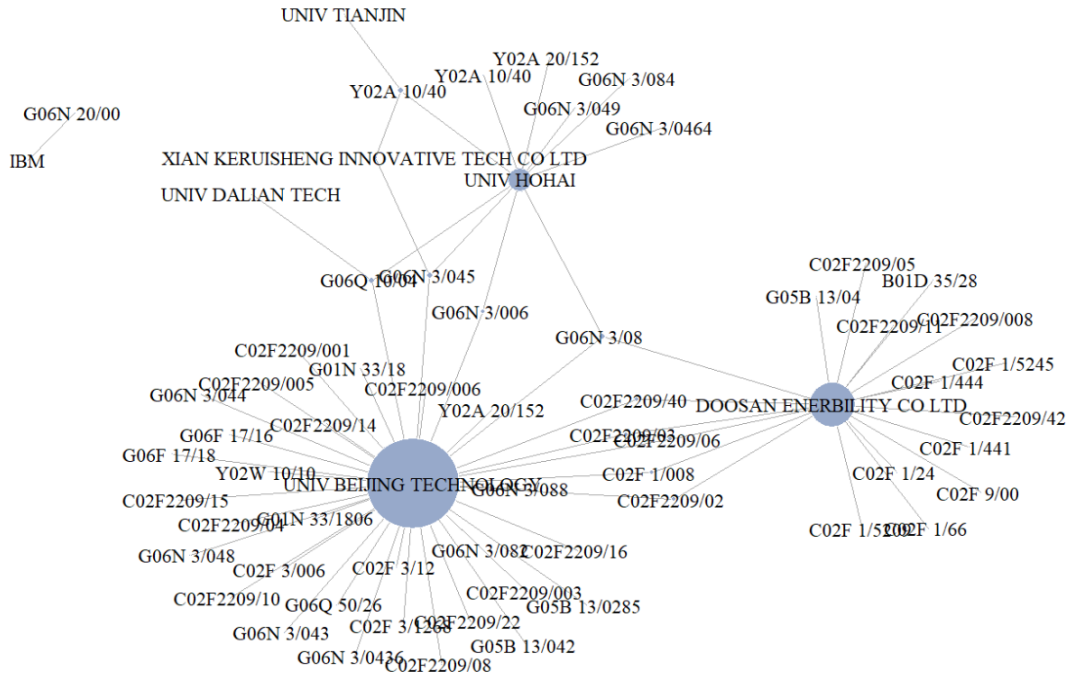 UNIV TIANJIN
Y02A 20/152
Y02A 10/40
G06N 3/084
Y02A 10/40
G06N 3/049
G06N 20/00
G06N 3/0464
IBM
XIAN KERUISHENG INNOVATIVE TECH CO LTD
UNIV HOHAI
UNIV DALIAN TECH
C02F2209/05
G06Q 10/04
G06N 3/045
B01D 35/28
G05B 13/04
G06N 3/006
C02F2209/11
C02F2209/008
G06N 3/08
C02F2209/001
G01N 33/18
C02F 1/5245
C02F2209/005
C02F2209/006
C02F 1/444
G06N 3/044
C02F2209/40
DOOSAN ENERBILITY CO LTD
Y02A 20/152
C02F2209/42
C02F2209/14
G06F 17/16
C02F2209/03
C02F2209/06
C02F 1/441
G06F 17/18
Y02W 10/10
C02F 1/008
C02F 1/24
UNIV BEIJING TECHNOLOGY
G06N 3/088
C02F 9/00
C02F2209/15
C02F2209/02
C02F2209/04
G01N 33/1806
C02F 1/5209
C02F 1/66
G06N 3/048
G06N 3/082
C02F2209/16
C02F 3/006
C02F 3/12
C02F2209/10
G06Q 50/26
C02F2209/003
G05B 13/0285
G06N 3/043
C02F 3/1268
C02F2209/22
G05B 13/042
G06N 3/0436
C02F2209/08